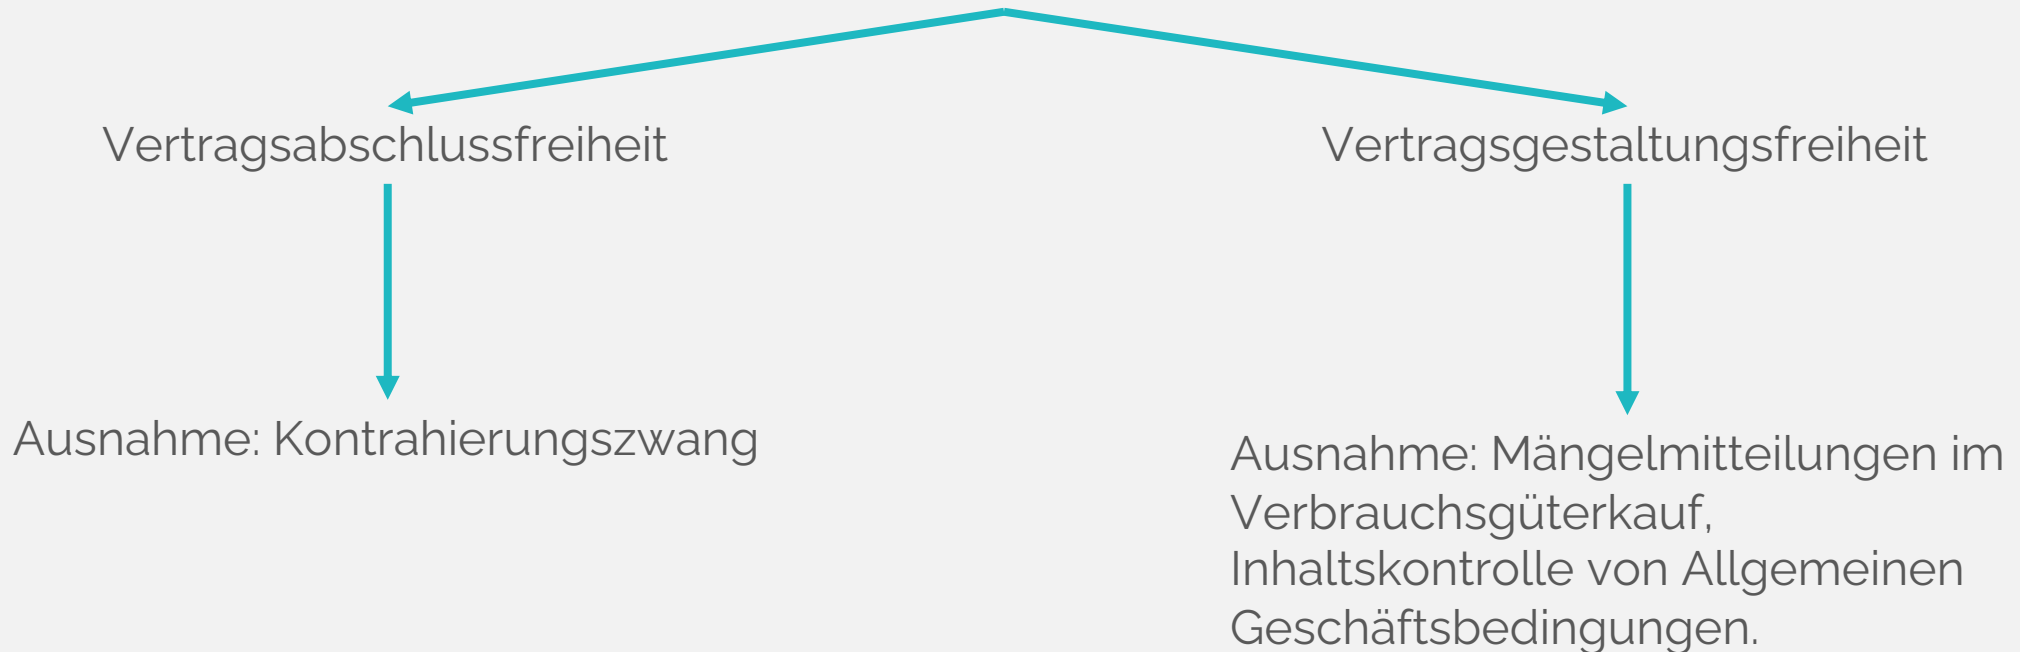 Vertragsabschlussfreiheit
Vertragsgestaltungsfreiheit
Ausnahme: Kontrahierungszwang
Ausnahme: Mängelmitteilungen im
Verbrauchsgüterkauf,
Inhaltskontrolle von Allgemeinen
Geschäftsbedingungen.